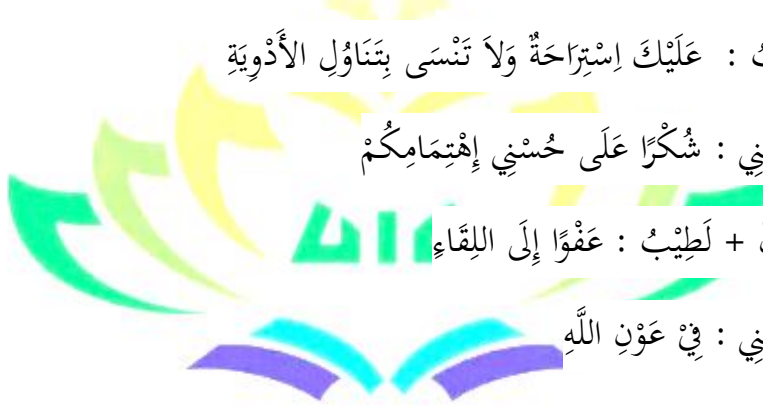 : عَلَيْكَ اِسْتِرَاحَةٌ وَلاَ تَنْسَى بِتَنَاوُلِ الأَدْوِيَةِ
: شُكْرًا عَلَى حُسْنِي إِهْتِمَامِكُمْ
+ لَطِيْبُ : عَفْوًا إِلَى اللِقَاءِ
: فِيْ عَوْنِ اللَّهِ